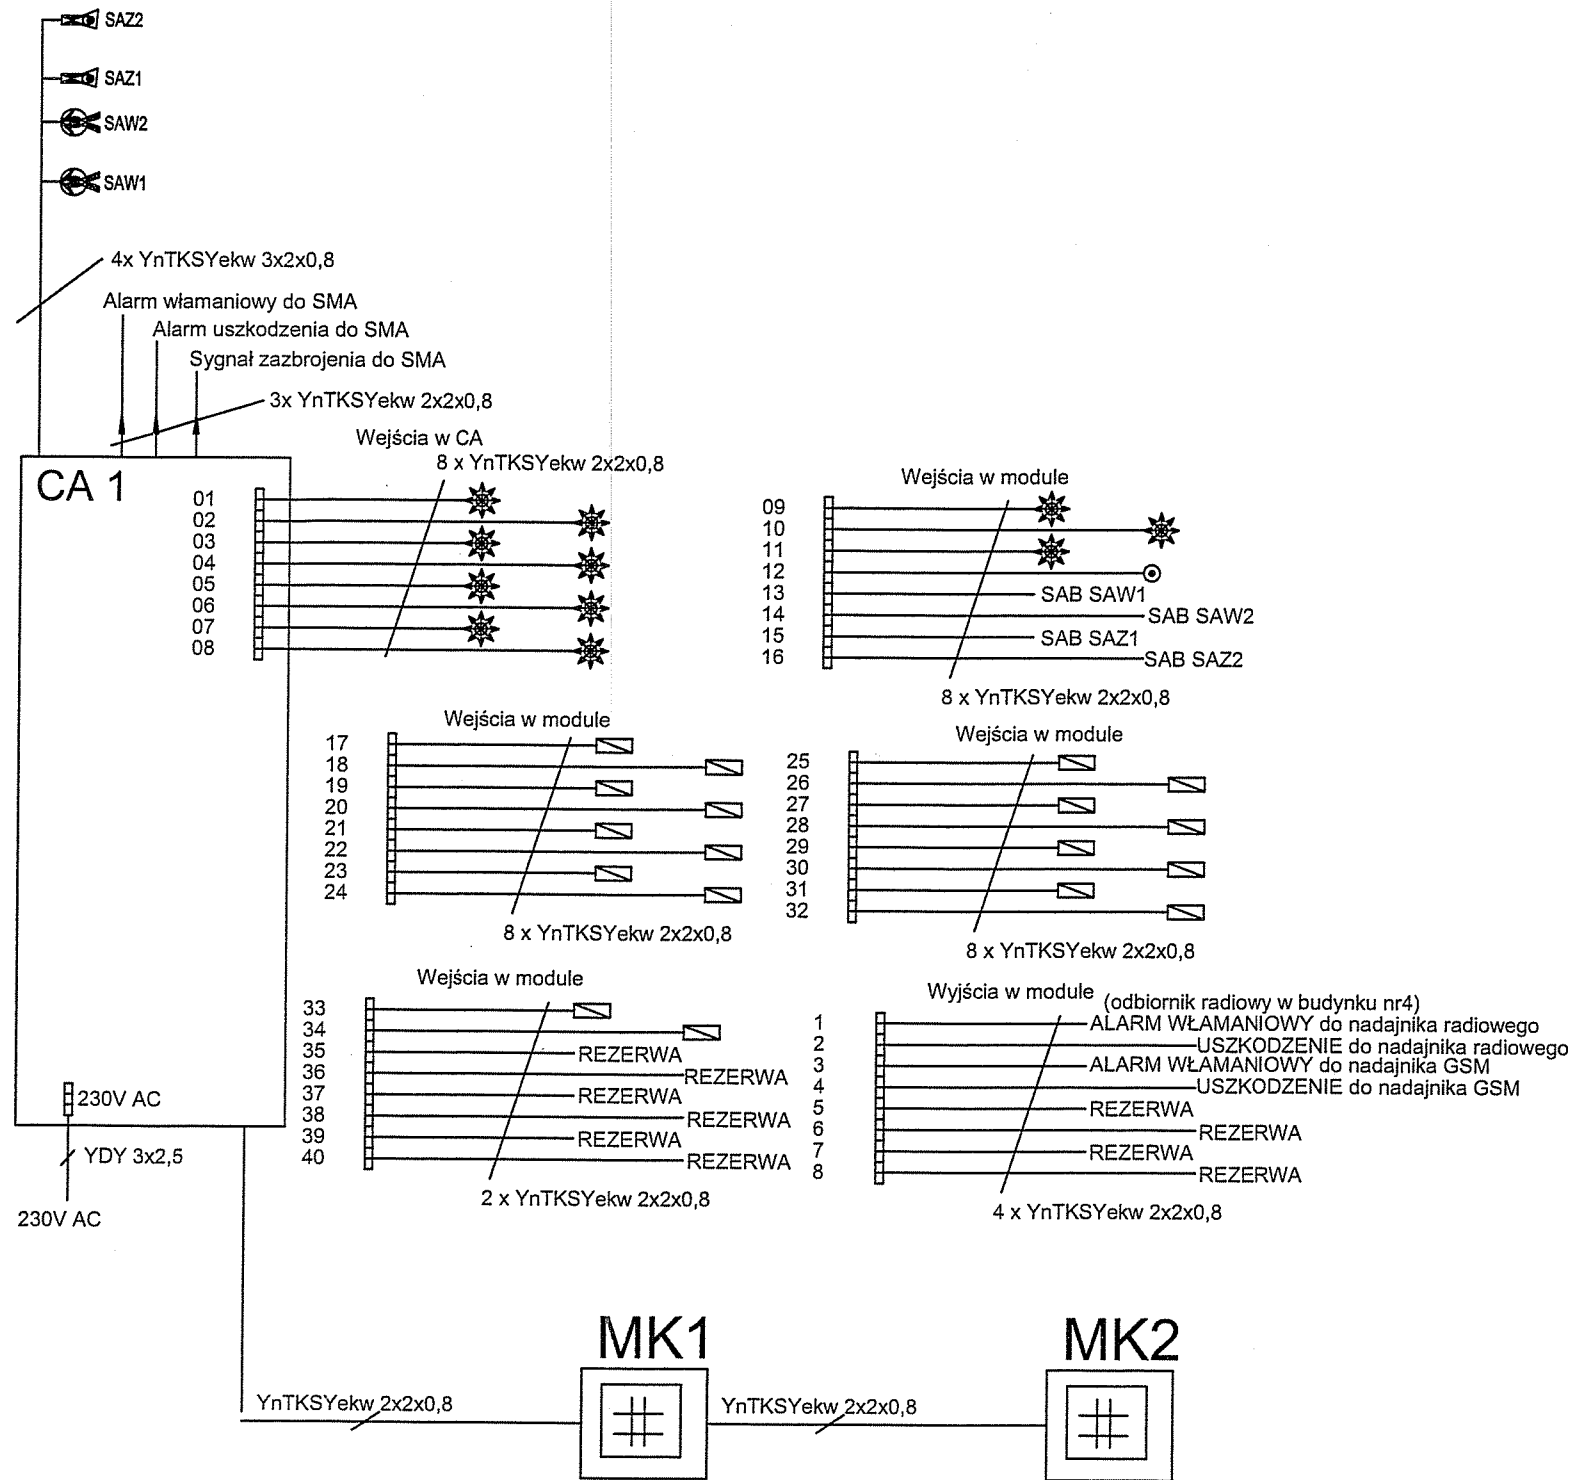 SAZ2
SAZ1
SAW2
SAW1
4x YnTKSYekw 3x2x0,8
Alarm włamaniowy do SMA
Alarm uszkodzenia do SMA
Sygnał zazbrojenia do SMA
3x YnTKSYekw 2x2x0,8
CA 1
Wejścia w CA
8 x YnTKSYekw 2x2x0,8
01
02
03
04
05
06
07
08
Wejścia w module
09
10
11
12
13 SAB SAW1
14 SAB SAW2
15 SAB SAZ1
16 SAB SAZ2
8 x YnTKSYekw 2x2x0,8
Wejścia w module
17
18
19
20
21
22
23
24
8 x YnTKSYekw 2x2x0,8
Wejścia w module
25
26
27
28
29
30
31
32
8 x YnTKSYekw 2x2x0,8
Wejścia w module
33
34
35 REZERWA
36 REZERWA
37 REZERWA
38 REZERWA
39 REZERWA
40 REZERWA
2 x YnTKSYekw 2x2x0,8
Wyjścia w module (odbiornik radiowy w budynku nr4)
1 ALARM WŁAMANIOWY do nadajnika radiowego
2 USZKODZENIE do nadajnika radiowego
3 ALARM WŁAMANIOWY do nadajnika GSM
4 USZKODZENIE do nadajnika GSM
5 REZERWA
6 REZERWA
7 REZERWA
8 REZERWA
4 x YnTKSYekw 2x2x0,8
230V AC
YDY 3x2,5
230V AC
MK1
MK2
YnTKSYekw 2x2x0,8
YnTKSYekw 2x2x0,8